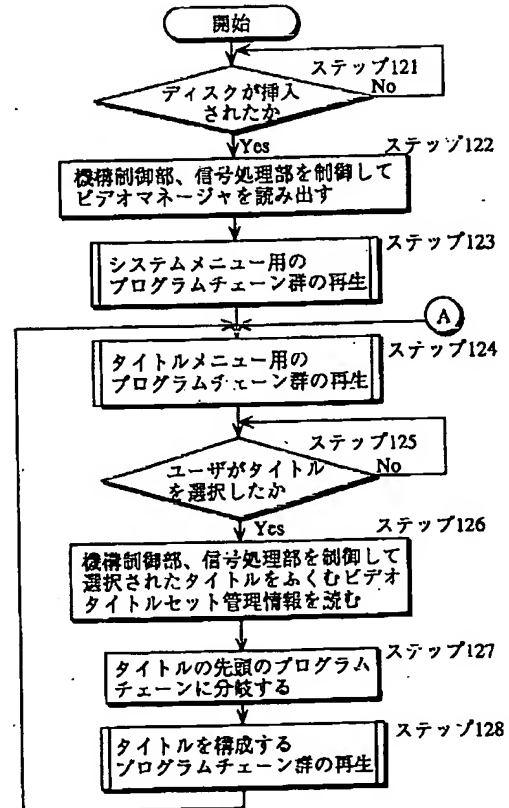 開始
ステップ121
No
ディスクが挿入
されたか
Yes
ステップ122
機構制御部、信号処理部を制御して
ビデオマネージャを読み出す
ステップ123
システムメニュー用の
プログラムチェーン群の再生
A
ステップ124
タイトルメニュー用の
プログラムチェーン群の再生
ステップ125
No
ユーザがタイトル
を選択したか
Yes
ステップ126
機構制御部、信号処理部を制御して
選択されたタイトルをふくむビデオ
タイトルセット管理情報を読む
ステップ127
タイトルの先頭のプログラム
チェーンに分岐する
ステップ128
タイトルを構成する
プログラムチェーン群の再生